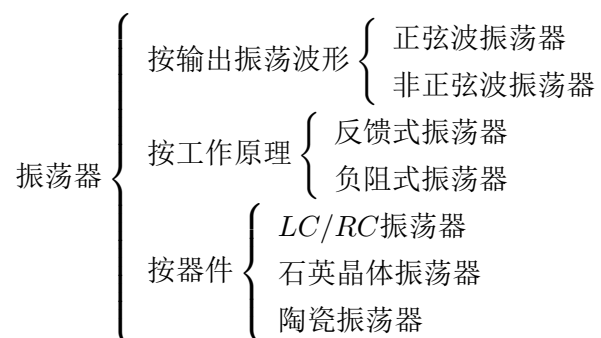 振荡器
按输出振荡波形
正弦波振荡器
非正弦波振荡器
按工作原理
反馈式振荡器
负阻式振荡器
按器件
LC/RC振荡器
石英晶体振荡器
陶瓷振荡器